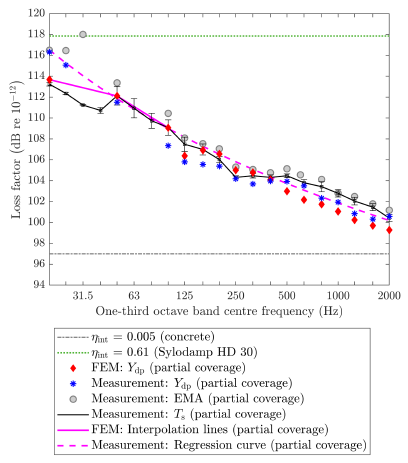 120
118
116
114
112
110
108
106
104
102
100
98
96
94
Loss factor (dB re 10⁻¹²)
31.5 63 125 250 500 1000 2000
One-third octave band centre frequency (Hz)
η_int = 0.005 (concrete)
η_int = 0.61 (Sylodamp HD 30)
FEM: Y_dp (partial coverage)
Measurement: Y_dp (partial coverage)
Measurement: EMA (partial coverage)
Measurement: T_s (partial coverage)
FEM: Interpolation lines (partial coverage)
Measurement: Regression curve (partial coverage)